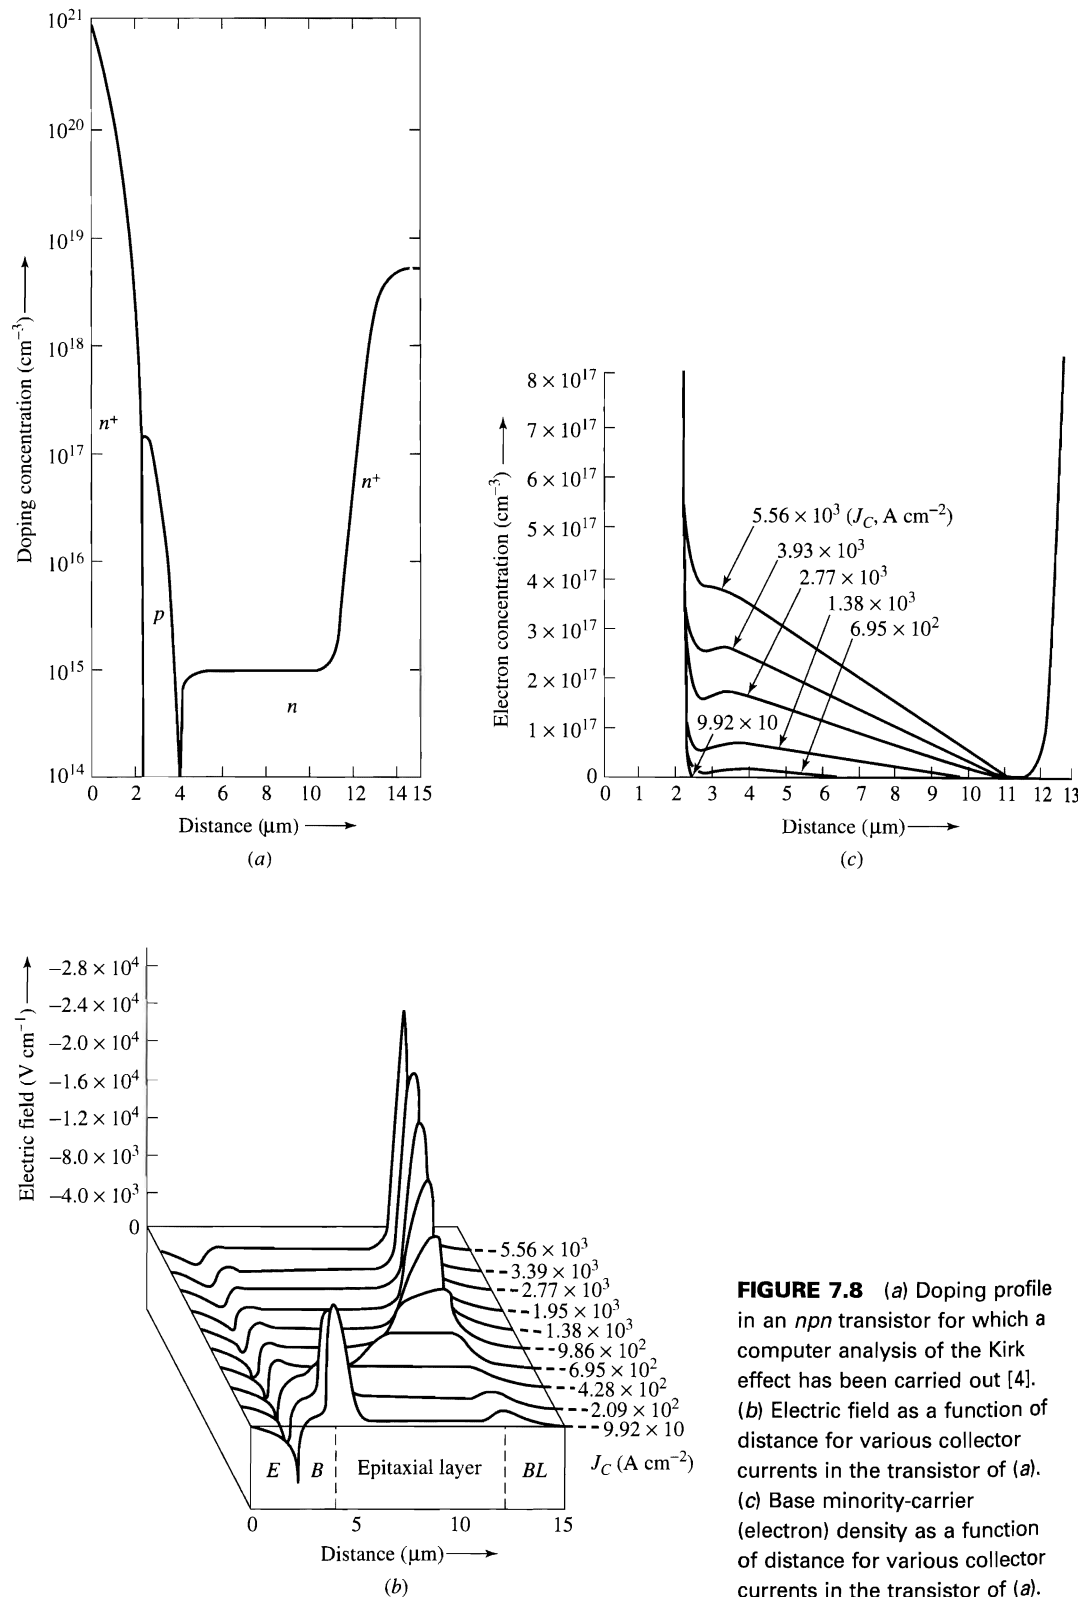 10²¹
10²⁰
10¹⁹
10¹⁸
10¹⁷
10¹⁶
10¹⁵
10¹⁴
Doping concentration (cm⁻³)
n⁺
p
n
n⁺
0 2 4 6 8 10 12 14 15
Distance (μm)
(a)
8 × 10¹⁷
7 × 10¹⁷
6 × 10¹⁷
5 × 10¹⁷
4 × 10¹⁷
3 × 10¹⁷
2 × 10¹⁷
1 × 10¹⁷
0
Electron concentration (cm⁻³)
5.56 × 10³ (J_C, A cm⁻²)
3.93 × 10³
2.77 × 10³
1.38 × 10³
6.95 × 10²
9.92 × 10
0 1 2 3 4 5 6 7 8 9 10 11 12 13
Distance (μm)
(c)
−2.8 × 10⁴
−2.4 × 10⁴
−2.0 × 10⁴
−1.6 × 10⁴
−1.2 × 10⁴
−8.0 × 10³
−4.0 × 10³
0
Electric field (V cm⁻¹)
5.56 × 10³
3.39 × 10³
2.77 × 10³
1.95 × 10³
1.38 × 10³
9.86 × 10²
6.95 × 10²
4.28 × 10²
2.09 × 10²
9.92 × 10
J_C (A cm⁻²)
E B Epitaxial layer BL
0 5 10 15
Distance (μm)
(b)
FIGURE 7.8 (a) Doping profile
in an npn transistor for which a
computer analysis of the Kirk
effect has been carried out [4].
(b) Electric field as a function of
distance for various collector
currents in the transistor of (a).
(c) Base minority-carrier
(electron) density as a function
of distance for various collector
currents in the transistor of (a).